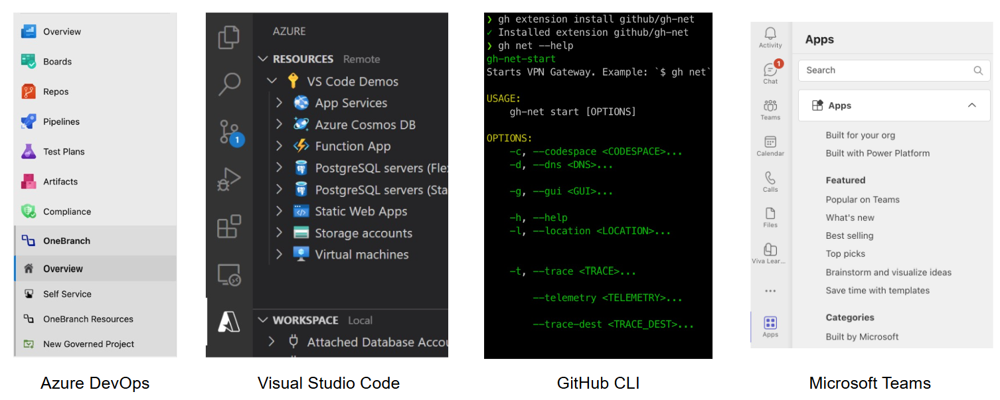 Overview
Boards
Repos
Pipelines
Test Plans
Artifacts
Compliance
OneBranch
Overview
Self Service
OneBranch Resources
New Governed Project
Azure DevOps
AZURE
RESOURCES Remote
VS Code Demos
App Services
Azure Cosmos DB
Function App
PostgreSQL servers (Fle
PostgreSQL servers (Sta
Static Web Apps
Storage accounts
Virtual machines
1
WORKSPACE Local
Attached Database Accou
Visual Studio Code
❯ gh extension install github/gh-net
✓ Installed extension github/gh-net
❯ gh net --help
gh-net-start
Starts VPN Gateway. Example: `$ gh net`
USAGE:
gh-net start [OPTIONS]
OPTIONS:
-c, --codespace <CODESPACE>...
-d, --dns <DNS>...
-g, --gui <GUI>...
-h, --help
-l, --location <LOCATION>...
-t, --trace <TRACE>...
--telemetry <TELEMETRY>...
--trace-dest <TRACE_DEST>...
GitHub CLI
Activity
1
Chat
Teams
Calendar
Calls
Files
Viva Lear...
Apps
Apps
Search
Apps
Built for your org
Built with Power Platform
Featured
Popular on Teams
What's new
Best selling
Top picks
Brainstorm and visualize ideas
Save time with templates
Categories
Built by Microsoft
Microsoft Teams